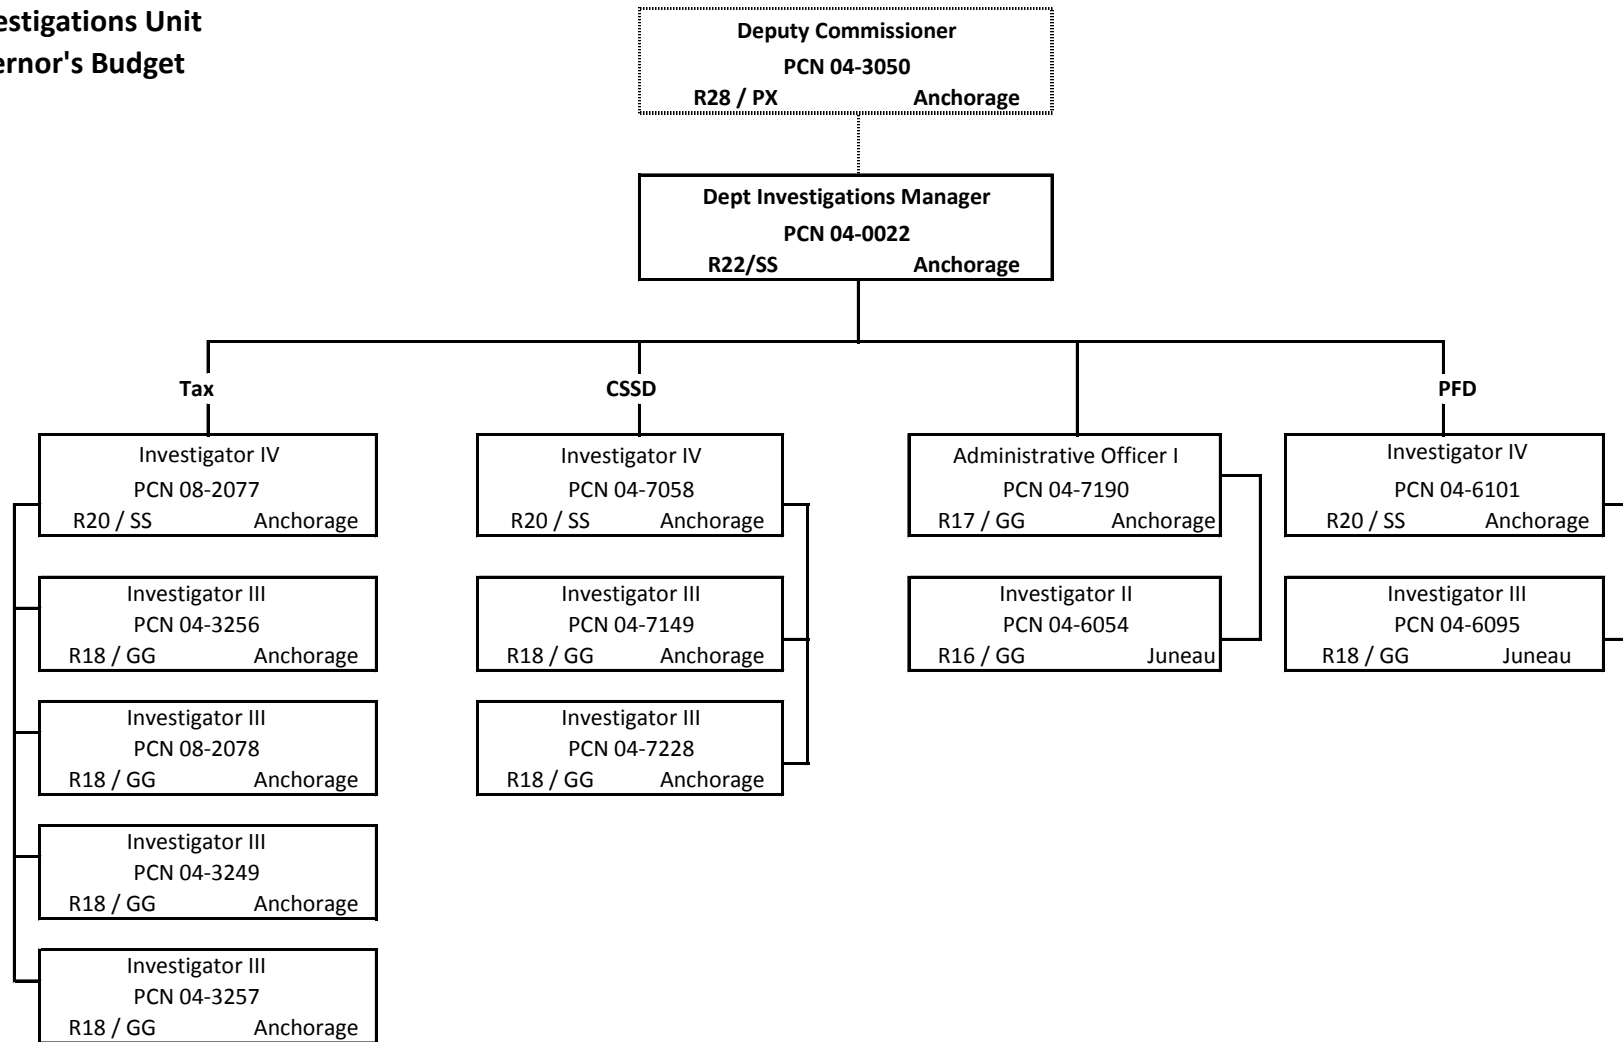 estigations Unit
ernor's Budget
Deputy Commissioner
PCN 04-3050
R28 / PX Anchorage
Dept Investigations Manager
PCN 04-0022
R22/SS Anchorage
Tax
Investigator IV
PCN 08-2077
R20 / SS Anchorage
Investigator III
PCN 04-3256
R18 / GG Anchorage
Investigator III
PCN 08-2078
R18 / GG Anchorage
Investigator III
PCN 04-3249
R18 / GG Anchorage
Investigator III
PCN 04-3257
R18 / GG Anchorage
CSSD
Investigator IV
PCN 04-7058
R20 / SS Anchorage
Investigator III
PCN 04-7149
R18 / GG Anchorage
Investigator III
PCN 04-7228
R18 / GG Anchorage
Administrative Officer I
PCN 04-7190
R17 / GG Anchorage
Investigator II
PCN 04-6054
R16 / GG Juneau
PFD
Investigator IV
PCN 04-6101
R20 / SS Anchorage
Investigator III
PCN 04-6095
R18 / GG Juneau